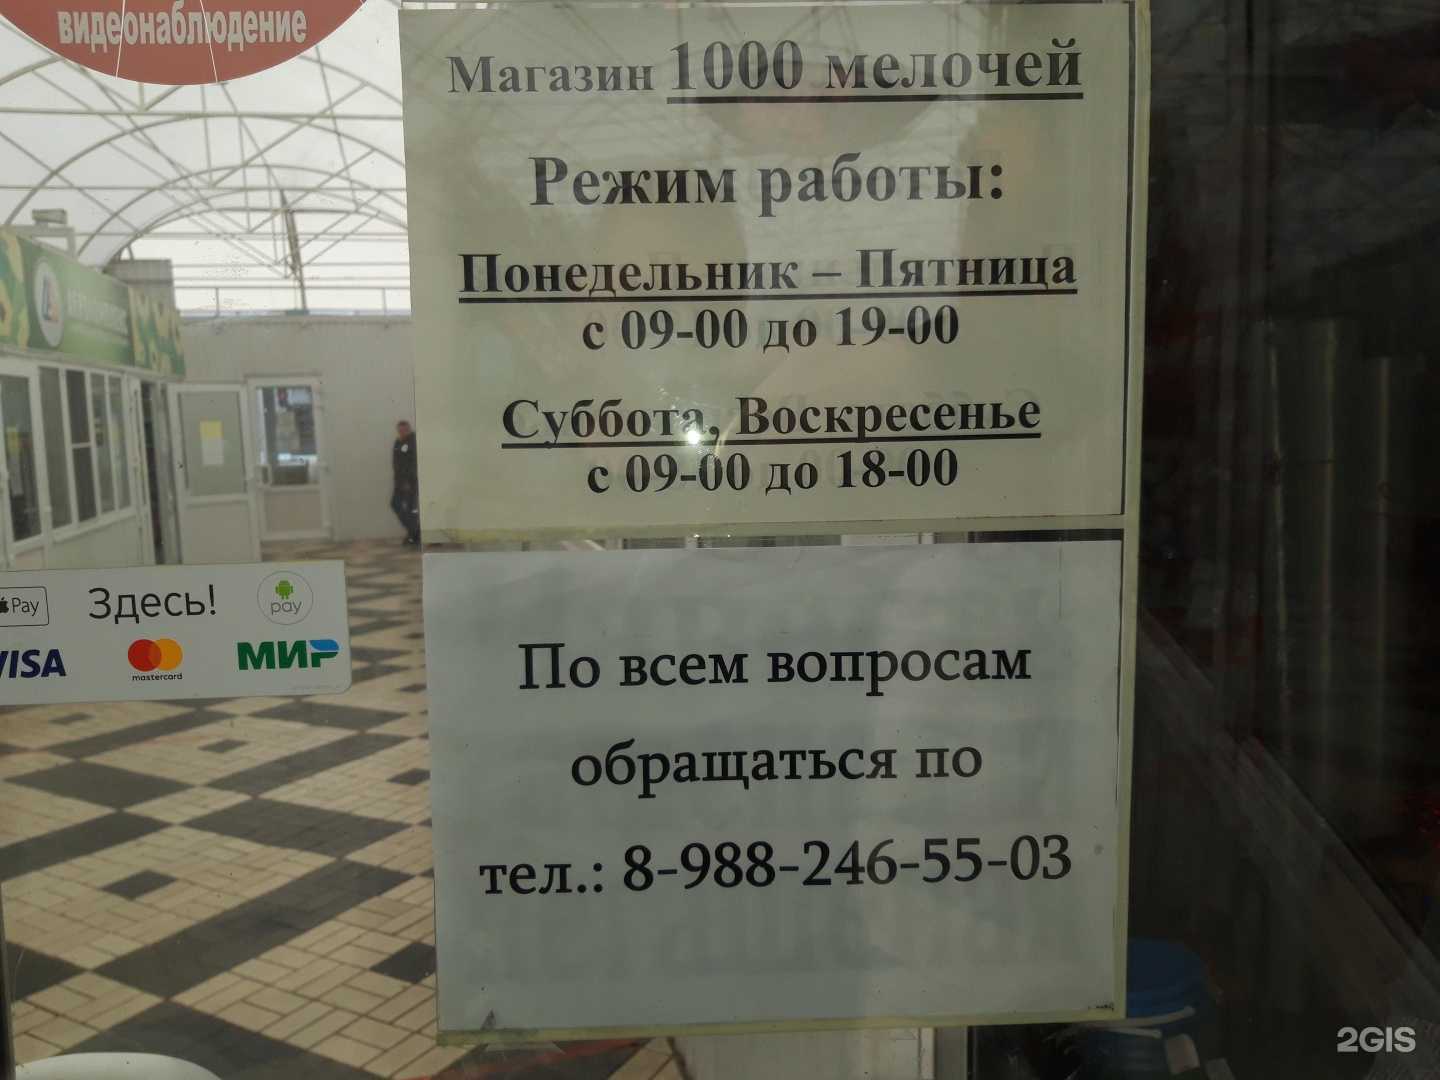 видеонаблюдение
Магазин 1000 мелочей
Режим работы:
Понедельник – Пятница
с 09-00 до 19-00
Суббота, Воскресенье
с 09-00 до 18-00
По всем вопросам
обращаться по
тел.: 8-988-246-55-03
Pay
Здесь!
pay
VISA
mastercard
МИР
2GIS